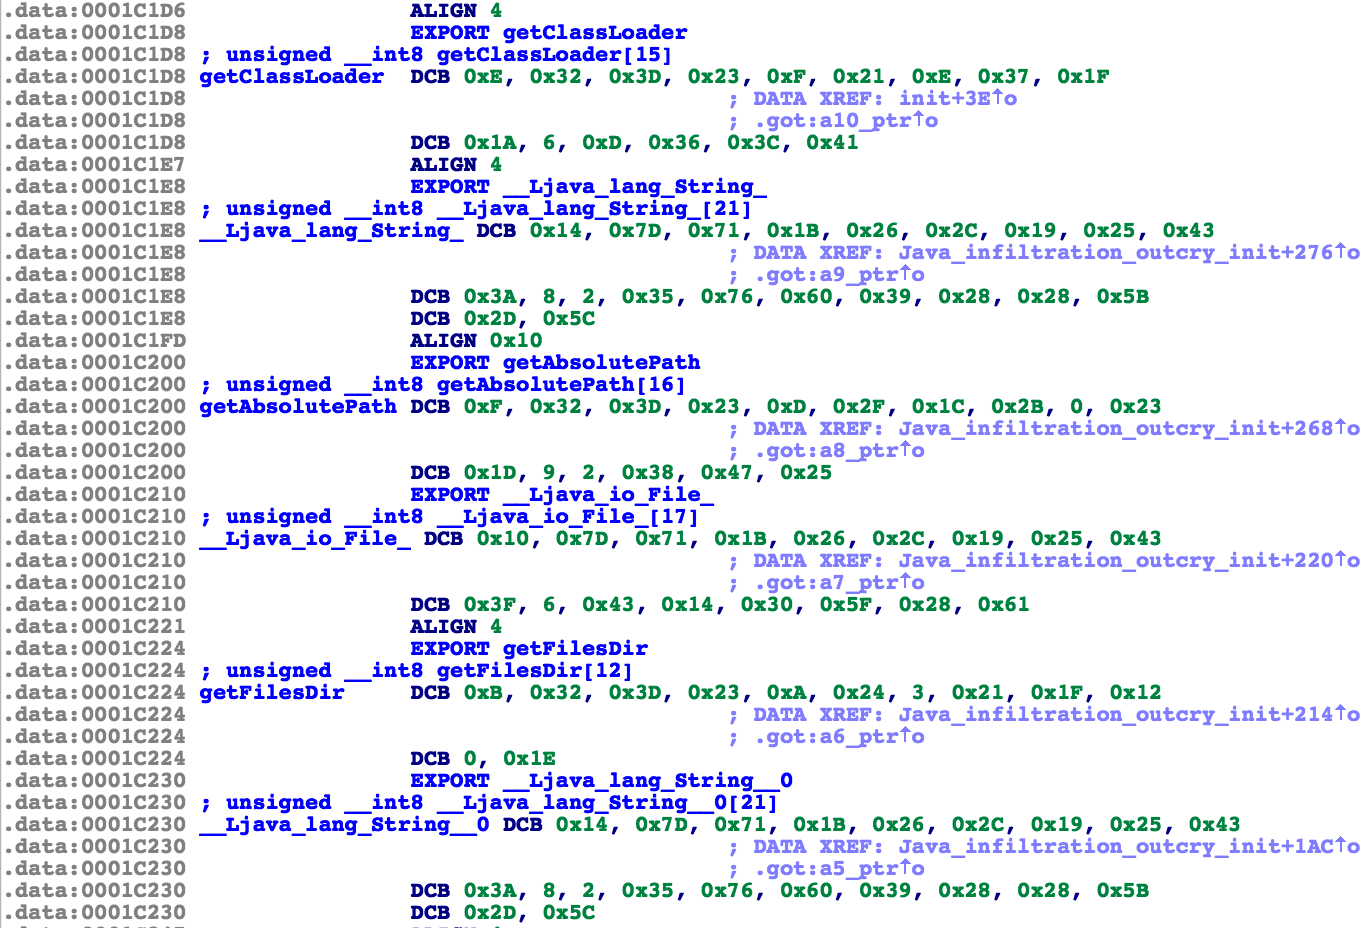 .data:0001C1D6 ALIGN 4
.data:0001C1D8 EXPORT getClassLoader
.data:0001C1D8 ; unsigned __int8 getClassLoader[15]
.data:0001C1D8 getClassLoader DCB 0xE, 0x32, 0x3D, 0x23, 0xF, 0x21, 0xE, 0x37, 0x1F
.data:0001C1D8 ; DATA XREF: init+3E↑o
.data:0001C1D8 ; .got:a10_ptr↑o
.data:0001C1D8 DCB 0x1A, 6, 0xD, 0x36, 0x3C, 0x41
.data:0001C1E7 ALIGN 4
.data:0001C1E8 EXPORT __Ljava_lang_String_
.data:0001C1E8 ; unsigned __int8 __Ljava_lang_String_[21]
.data:0001C1E8 __Ljava_lang_String_ DCB 0x14, 0x7D, 0x71, 0x1B, 0x26, 0x2C, 0x19, 0x25, 0x43
.data:0001C1E8 ; DATA XREF: Java_infiltration_outcry_init+276↑o
.data:0001C1E8 ; .got:a9_ptr↑o
.data:0001C1E8 DCB 0x3A, 8, 2, 0x35, 0x76, 0x60, 0x39, 0x28, 0x28, 0x5B
.data:0001C1E8 DCB 0x2D, 0x5C
.data:0001C1FD ALIGN 0x10
.data:0001C200 EXPORT getAbsolutePath
.data:0001C200 ; unsigned __int8 getAbsolutePath[16]
.data:0001C200 getAbsolutePath DCB 0xF, 0x32, 0x3D, 0x23, 0xD, 0x2F, 0x1C, 0x2B, 0, 0x23
.data:0001C200 ; DATA XREF: Java_infiltration_outcry_init+268↑o
.data:0001C200 ; .got:a8_ptr↑o
.data:0001C200 DCB 0x1D, 9, 2, 0x38, 0x47, 0x25
.data:0001C210 EXPORT __Ljava_io_File_
.data:0001C210 ; unsigned __int8 __Ljava_io_File_[17]
.data:0001C210 __Ljava_io_File_ DCB 0x10, 0x7D, 0x71, 0x1B, 0x26, 0x2C, 0x19, 0x25, 0x43
.data:0001C210 ; DATA XREF: Java_infiltration_outcry_init+220↑o
.data:0001C210 ; .got:a7_ptr↑o
.data:0001C210 DCB 0x3F, 6, 0x43, 0x14, 0x30, 0x5F, 0x28, 0x61
.data:0001C221 ALIGN 4
.data:0001C224 EXPORT getFilesDir
.data:0001C224 ; unsigned __int8 getFilesDir[12]
.data:0001C224 getFilesDir DCB 0xB, 0x32, 0x3D, 0x23, 0xA, 0x24, 3, 0x21, 0x1F, 0x12
.data:0001C224 ; DATA XREF: Java_infiltration_outcry_init+214↑o
.data:0001C224 ; .got:a6_ptr↑o
.data:0001C224 DCB 0, 0x1E
.data:0001C230 EXPORT __Ljava_lang_String__0
.data:0001C230 ; unsigned __int8 __Ljava_lang_String__0[21]
.data:0001C230 __Ljava_lang_String__0 DCB 0x14, 0x7D, 0x71, 0x1B, 0x26, 0x2C, 0x19, 0x25, 0x43
.data:0001C230 ; DATA XREF: Java_infiltration_outcry_init+1AC↑o
.data:0001C230 ; .got:a5_ptr↑o
.data:0001C230 DCB 0x3A, 8, 2, 0x35, 0x76, 0x60, 0x39, 0x28, 0x28, 0x5B
.data:0001C230 DCB 0x2D, 0x5C